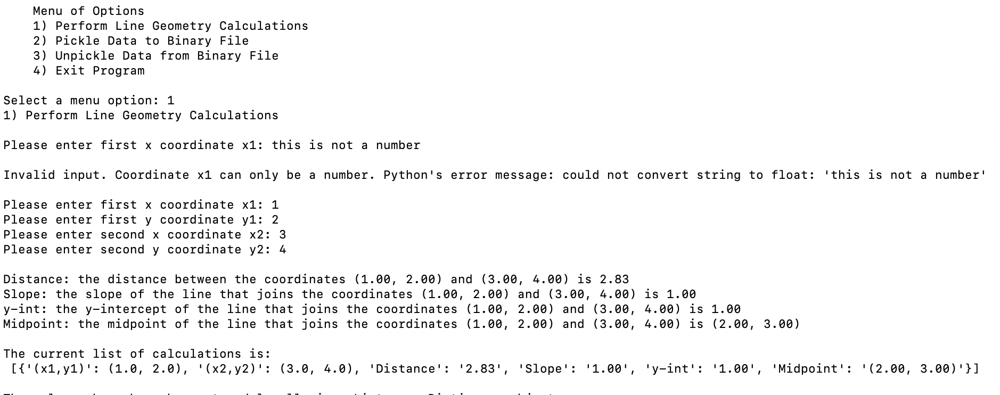 Menu of Options
1) Perform Line Geometry Calculations
2) Pickle Data to Binary File
3) Unpickle Data from Binary File
4) Exit Program
Select a menu option: 1
1) Perform Line Geometry Calculations
Please enter first x coordinate x1: this is not a number
Invalid input. Coordinate x1 can only be a number. Python's error message: could not convert string to float: 'this is not a number'
Please enter first x coordinate x1: 1
Please enter first y coordinate y1: 2
Please enter second x coordinate x2: 3
Please enter second y coordinate y2: 4
Distance: the distance between the coordinates (1.00, 2.00) and (3.00, 4.00) is 2.83
Slope: the slope of the line that joins the coordinates (1.00, 2.00) and (3.00, 4.00) is 1.00
y-int: the y-intercept of the line that joins the coordinates (1.00, 2.00) and (3.00, 4.00) is 1.00
Midpoint: the midpoint of the line that joins the coordinates (1.00, 2.00) and (3.00, 4.00) is (2.00, 3.00)
The current list of calculations is:
[{'(x1,y1)': (1.0, 2.0), '(x2,y2)': (3.0, 4.0), 'Distance': '2.83', 'Slope': '1.00', 'y-int': '1.00', 'Midpoint': '(2.00, 3.00)'}]